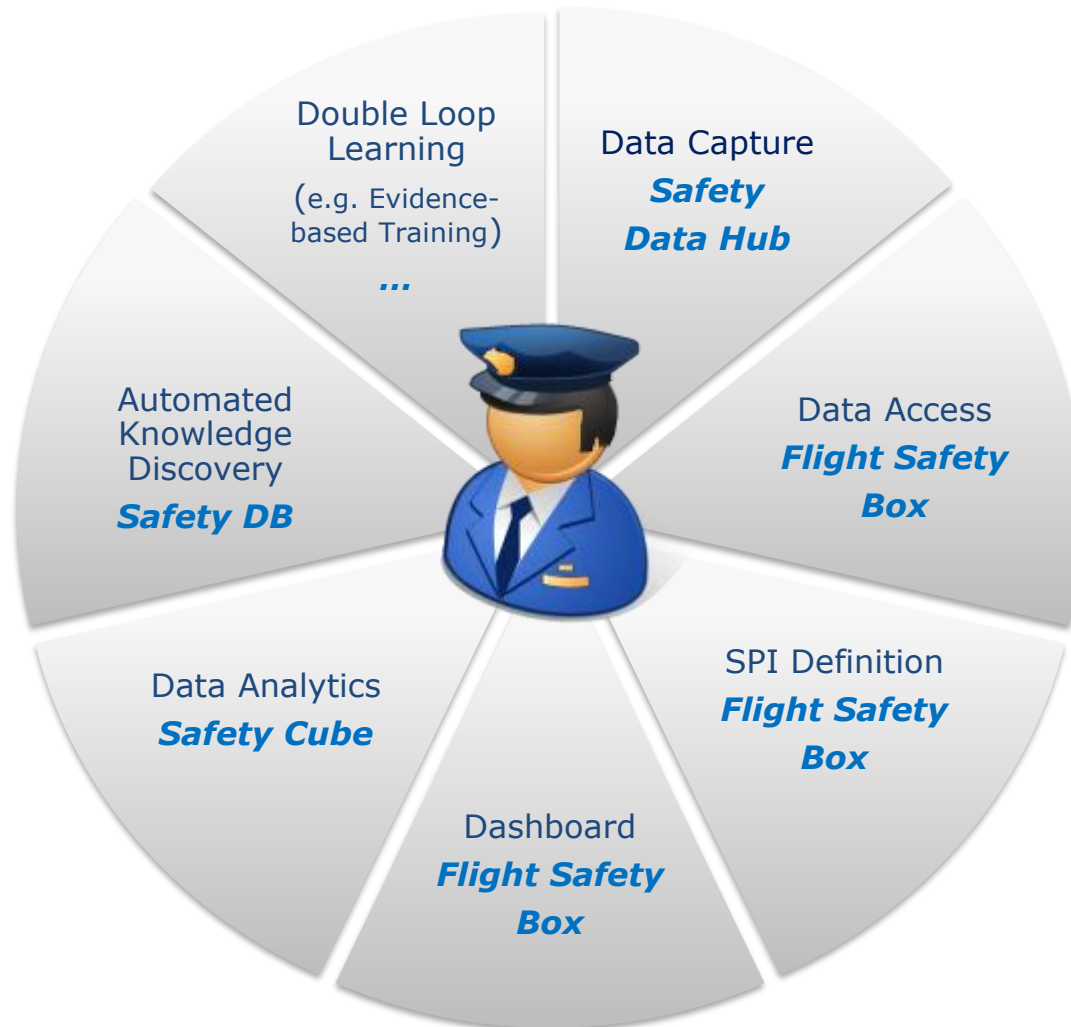 Double Loop
Learning
(e.g. Evidence-
based Training)
...
Data Capture
Safety
Data Hub
Data Access
Flight Safety
Box
SPI Definition
Flight Safety
Box
Dashboard
Flight Safety
Box
Data Analytics
Safety Cube
Automated
Knowledge
Discovery
Safety DB